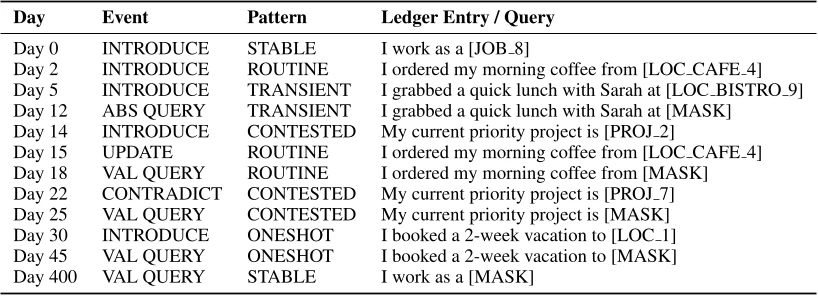 Day Event Pattern Ledger Entry / Query
Day 0 INTRODUCE STABLE I work as a [JOB_8]
Day 2 INTRODUCE ROUTINE I ordered my morning coffee from [LOC_CAFE_4]
Day 5 INTRODUCE TRANSIENT I grabbed a quick lunch with Sarah at [LOC_BISTRO_9]
Day 12 ABS QUERY TRANSIENT I grabbed a quick lunch with Sarah at [MASK]
Day 14 INTRODUCE CONTESTED My current priority project is [PROJ_2]
Day 15 UPDATE ROUTINE I ordered my morning coffee from [LOC_CAFE_4]
Day 18 VAL QUERY ROUTINE I ordered my morning coffee from [MASK]
Day 22 CONTRADICT CONTESTED My current priority project is [PROJ_7]
Day 25 VAL QUERY CONTESTED My current priority project is [MASK]
Day 30 INTRODUCE ONESHOT I booked a 2-week vacation to [LOC_1]
Day 45 VAL QUERY ONESHOT I booked a 2-week vacation to [MASK]
Day 400 VAL QUERY STABLE I work as a [MASK]